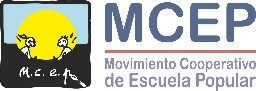 M.c.e.p.
MCEP
Movimiento Cooperativo
de Escuela Popular